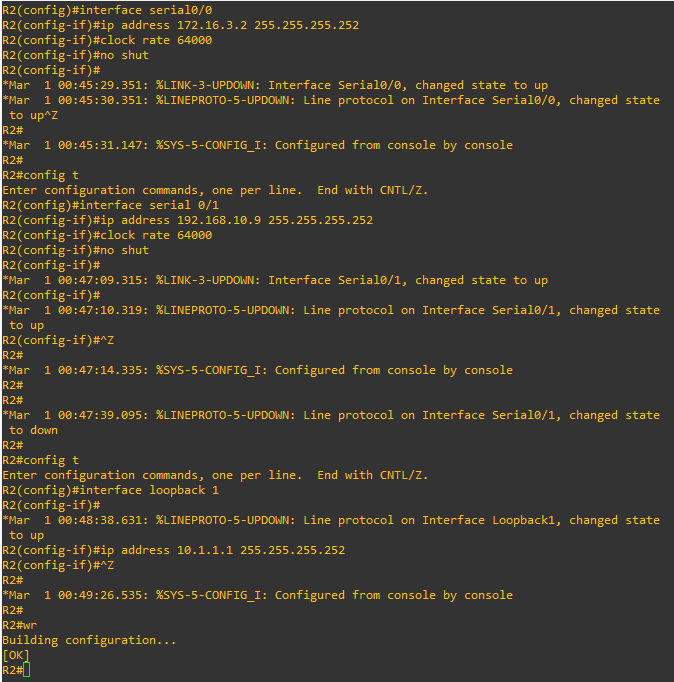 R2(config)#interface serial0/0
R2(config-if)#ip address 172.16.3.2 255.255.255.252
R2(config-if)#clock rate 64000
R2(config-if)#no shut
R2(config-if)#
*Mar  1 00:45:29.351: %LINK-3-UPDOWN: Interface Serial0/0, changed state to up
*Mar  1 00:45:30.351: %LINEPROTO-5-UPDOWN: Line protocol on Interface Serial0/0, changed state
 to up^Z
R2#
*Mar  1 00:45:31.147: %SYS-5-CONFIG_I: Configured from console by console
R2#
R2#config t
Enter configuration commands, one per line.  End with CNTL/Z.
R2(config)#interface serial 0/1
R2(config-if)#ip address 192.168.10.9 255.255.255.252
R2(config-if)#clock rate 64000
R2(config-if)#no shut
R2(config-if)#
*Mar  1 00:47:09.315: %LINK-3-UPDOWN: Interface Serial0/1, changed state to up
R2(config-if)#
*Mar  1 00:47:10.319: %LINEPROTO-5-UPDOWN: Line protocol on Interface Serial0/1, changed state
 to up
R2(config-if)#^Z
R2#
*Mar  1 00:47:14.335: %SYS-5-CONFIG_I: Configured from console by console
R2#
R2#
*Mar  1 00:47:39.095: %LINEPROTO-5-UPDOWN: Line protocol on Interface Serial0/1, changed state
 to down
R2#
R2#config t
Enter configuration commands, one per line.  End with CNTL/Z.
R2(config)#interface loopback 1
R2(config-if)#
*Mar  1 00:48:38.631: %LINEPROTO-5-UPDOWN: Line protocol on Interface Loopback1, changed state
 to up
R2(config-if)#ip address 10.1.1.1 255.255.255.252
R2(config-if)#^Z
R2#
*Mar  1 00:49:26.535: %SYS-5-CONFIG_I: Configured from console by console
R2#
R2#wr
Building configuration...
[OK]
R2#